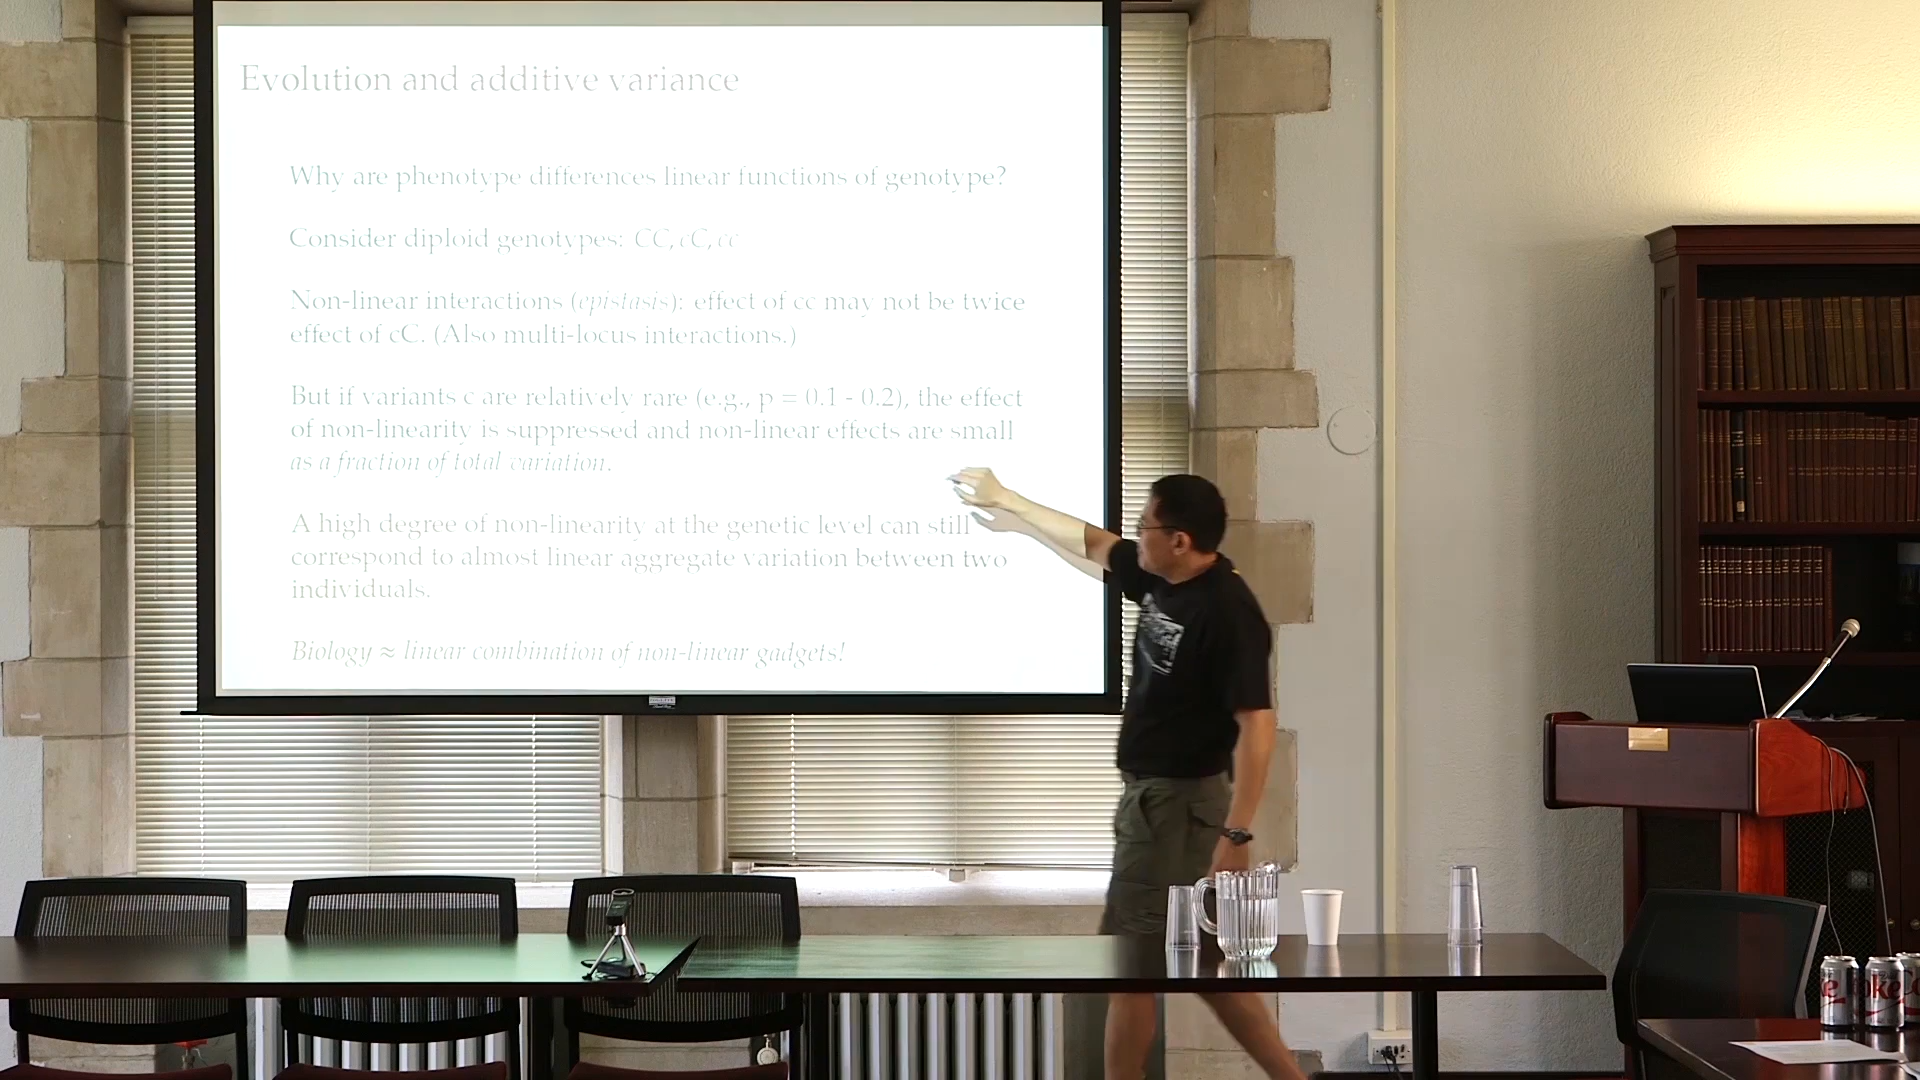 Evolution and additive variance
Why are phenotype differences linear functions of genotype?
Consider diploid genotypes: CC, cC, cc
Non-linear interactions (epistasis): effect of cc may not be twice
effect of cC. (Also multi-locus interactions.)
But if variants c are relatively rare (e.g., p = 0.1 - 0.2), the effect
of non-linearity is suppressed and non-linear effects are small
as a fraction of total variation.
A high degree of non-linearity at the genetic level can still
correspond to almost linear aggregate variation between two
individuals.
Biology ≈ linear combination of non-linear gadgets!